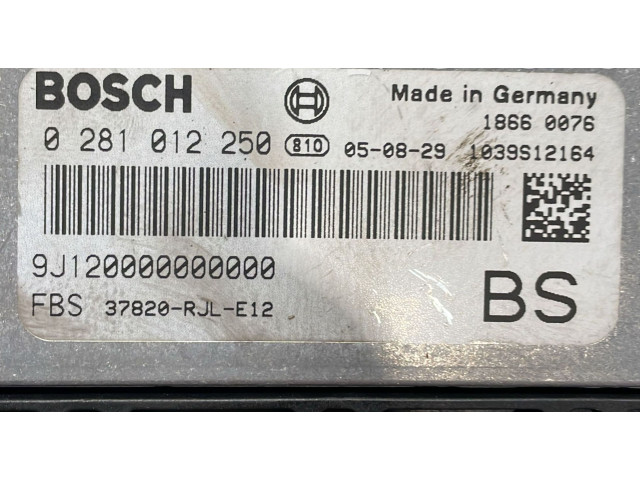 BOSCH
Made in Germany
1866 0076
0 281 012 250 810 05-08-29 1039S12164
9J120000000000
FBS 37820-RJL-E12
BS